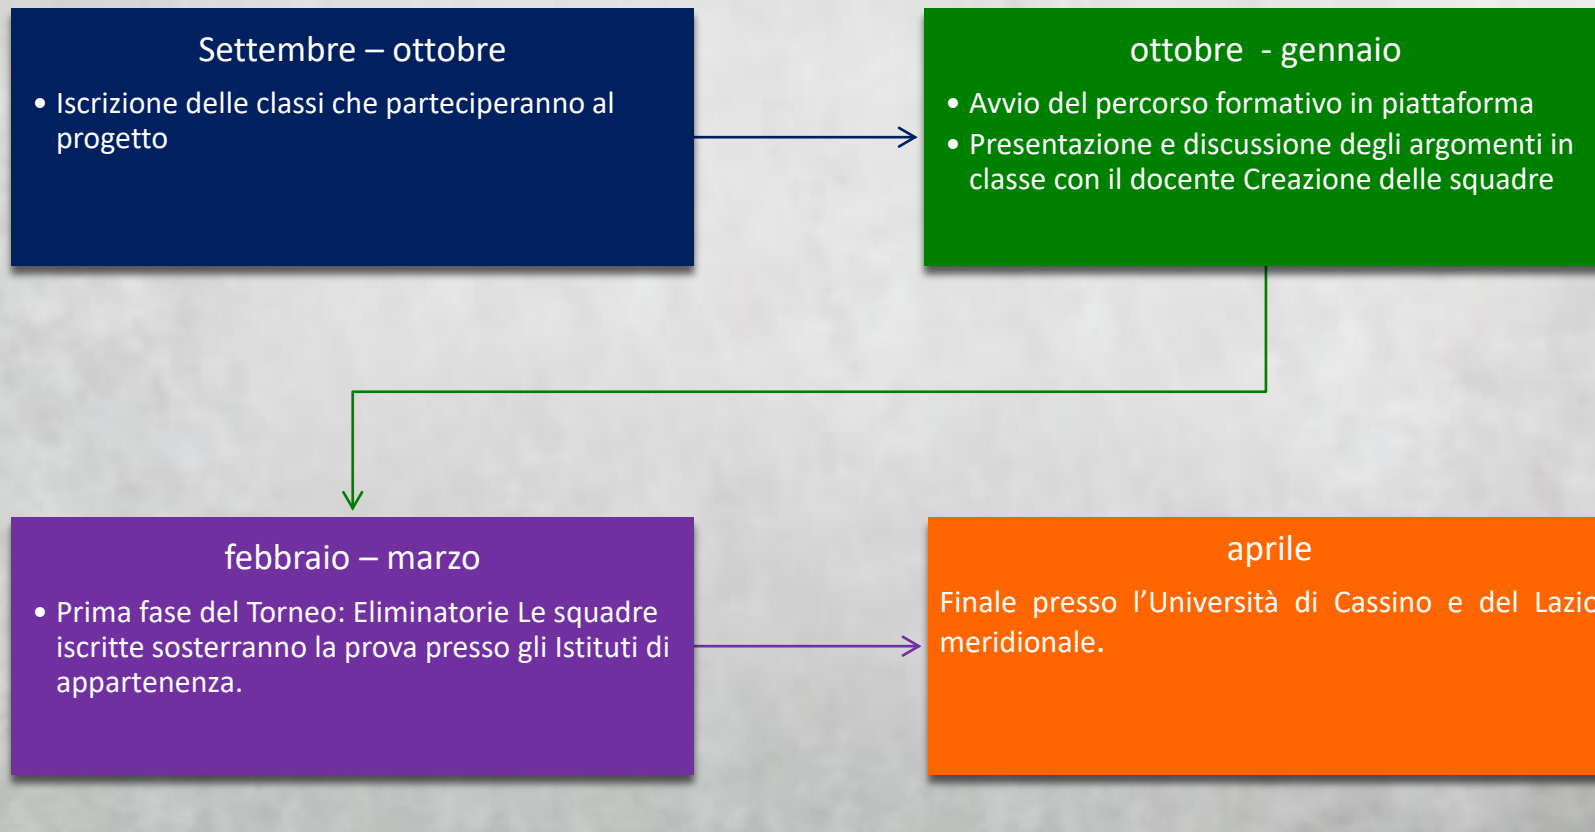 Settembre – ottobre
• Iscrizione delle classi che parteciperanno al
progetto
ottobre - gennaio
• Avvio del percorso formativo in piattaforma
• Presentazione e discussione degli argomenti in
classe con il docente Creazione delle squadre
febbraio – marzo
• Prima fase del Torneo: Eliminatorie Le squadre
iscritte sosterranno la prova presso gli Istituti di
appartenenza.
aprile
Finale presso l’Università di Cassino e del Lazio
meridionale.